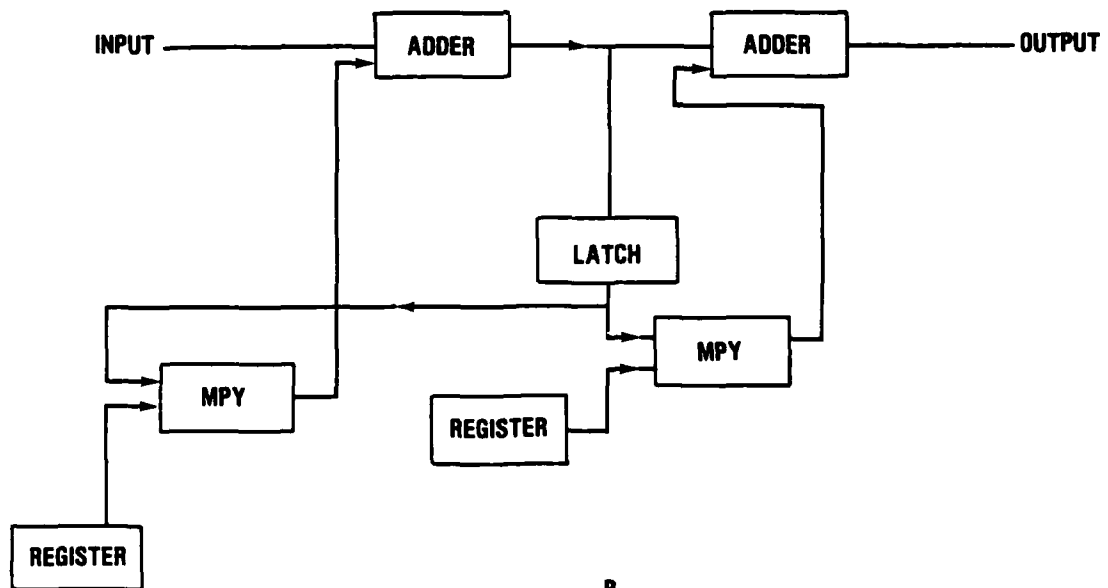 INPUT
ADDER
ADDER
OUTPUT
LATCH
MPY
MPY
REGISTER
REGISTER
B